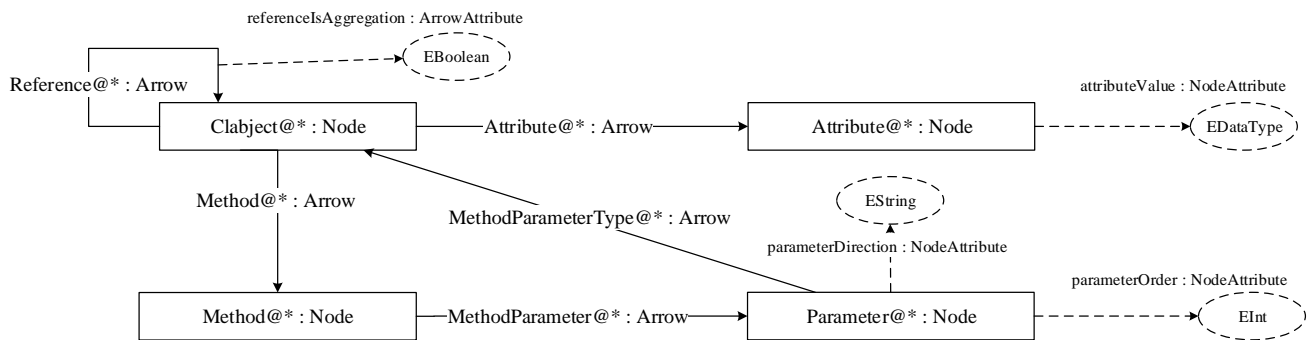 referenceIsAggregation : ArrowAttribute
EBoolean
Reference@* : Arrow
attributeValue : NodeAttribute
Clabject@* : Node
Attribute@* : Arrow
Attribute@* : Node
EDataType
Method@* : Arrow
EString
MethodParameterType@* : Arrow
parameterDirection : NodeAttribute
parameterOrder : NodeAttribute
Method@* : Node
MethodParameter@* : Arrow
Parameter@* : Node
EInt